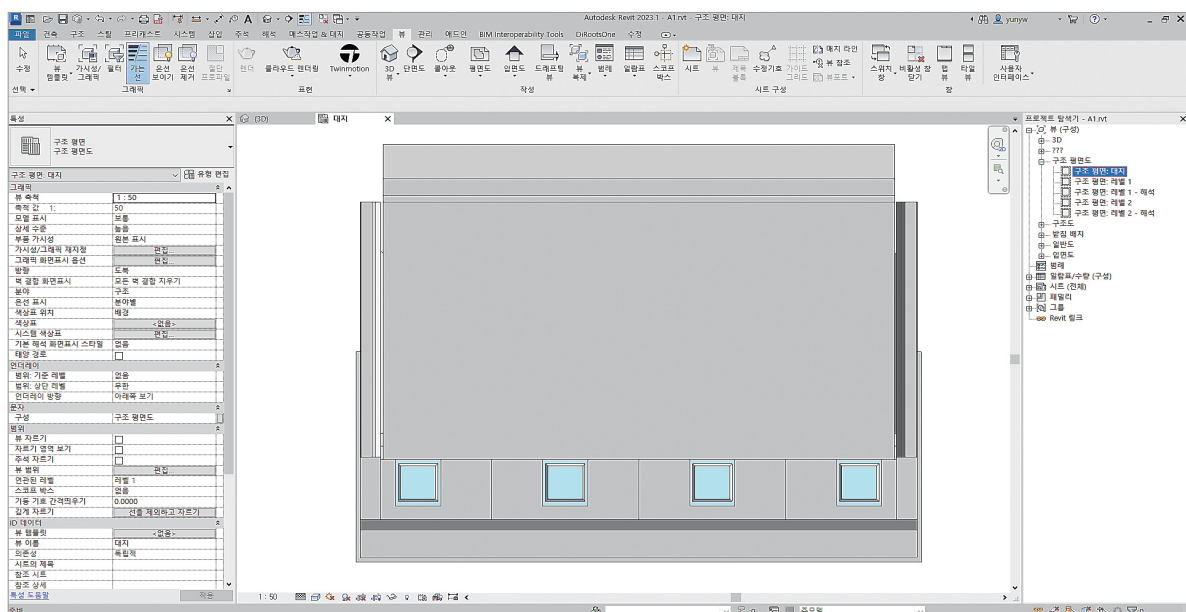 Autodesk Revit 2023.1 - A1.rvt - 구조 평면: 대지
yunyw
파일 건축 구조 스틸 프리캐스트 시스템 삽입 주석 해석 매스작업 & 대지 공동작업 뷰 관리 애드인 BIM Interoperability Tools DiRootsOne 수정
수정 뷰 템플릿 가시성/그래픽 필터 가는 선 은선 보이기 은선 제거 절단 프로파일 렌더 클라우드 렌더링 Twinmotion 3D 뷰 단면도 콜아웃 평면도 입면도 드래프팅 뷰 뷰 복제 범례 일람표 스코프 박스 시트 뷰 제목 블록 수정기호 가이드 그리드 매치 라인 뷰 참조 뷰포트 스위치 창 비활성 창 닫기 탭 뷰 타일 뷰 사용자 인터페이스
선택 그래픽 표현 작성 시트 구성 창
특성
{3D}
대지
프로젝트 탐색기 - A1.rvt
구조 평면
구조 평면도
구조 평면: 대지
유형 편집
그래픽
뷰 축척 1 : 50
축척 값 1: 50
모델 표시 보통
상세 수준 높음
부품 가시성 원본 표시
가시성/그래픽 재지정 편집...
그래픽 화면표시 옵션 편집...
방향 도북
벽 결합 화면표시 모든 벽 결합 지우기
분야 구조
은선 표시 분야별
색상표 위치 배경
색상표 <없음>
시스템 색상표 편집...
기본 해석 화면표시 스타일 없음
태양 경로
언더레이
범위: 기준 레벨 없음
범위: 상단 레벨 무한
언더레이 방향 아래쪽 보기
문자
구성 구조 평면도
범위
뷰 자르기
자르기 영역 보기
주석 자르기
뷰 범위 편집...
연관된 레벨 레벨 1
스코프 박스 없음
기둥 기호 간격띄우기 0.0000
깊게 자르기 선을 제외하고 자르기
ID 데이터
뷰 템플릿 <없음>
뷰 이름 대지
의존성 독립적
시트의 제목
참조 시트
참조 상세
특성 도움말
적용
뷰 (구성)
3D
???
구조 평면도
구조 평면: 대지
구조 평면: 레벨 1
구조 평면: 레벨 1 - 해석
구조 평면: 레벨 2
구조 평면: 레벨 2 - 해석
구조도
받침 배치
일반도
입면도
범례
일람표/수량 (구성)
시트 (전체)
패밀리
그룹
Revit 링크
1 : 50
준비
주모델